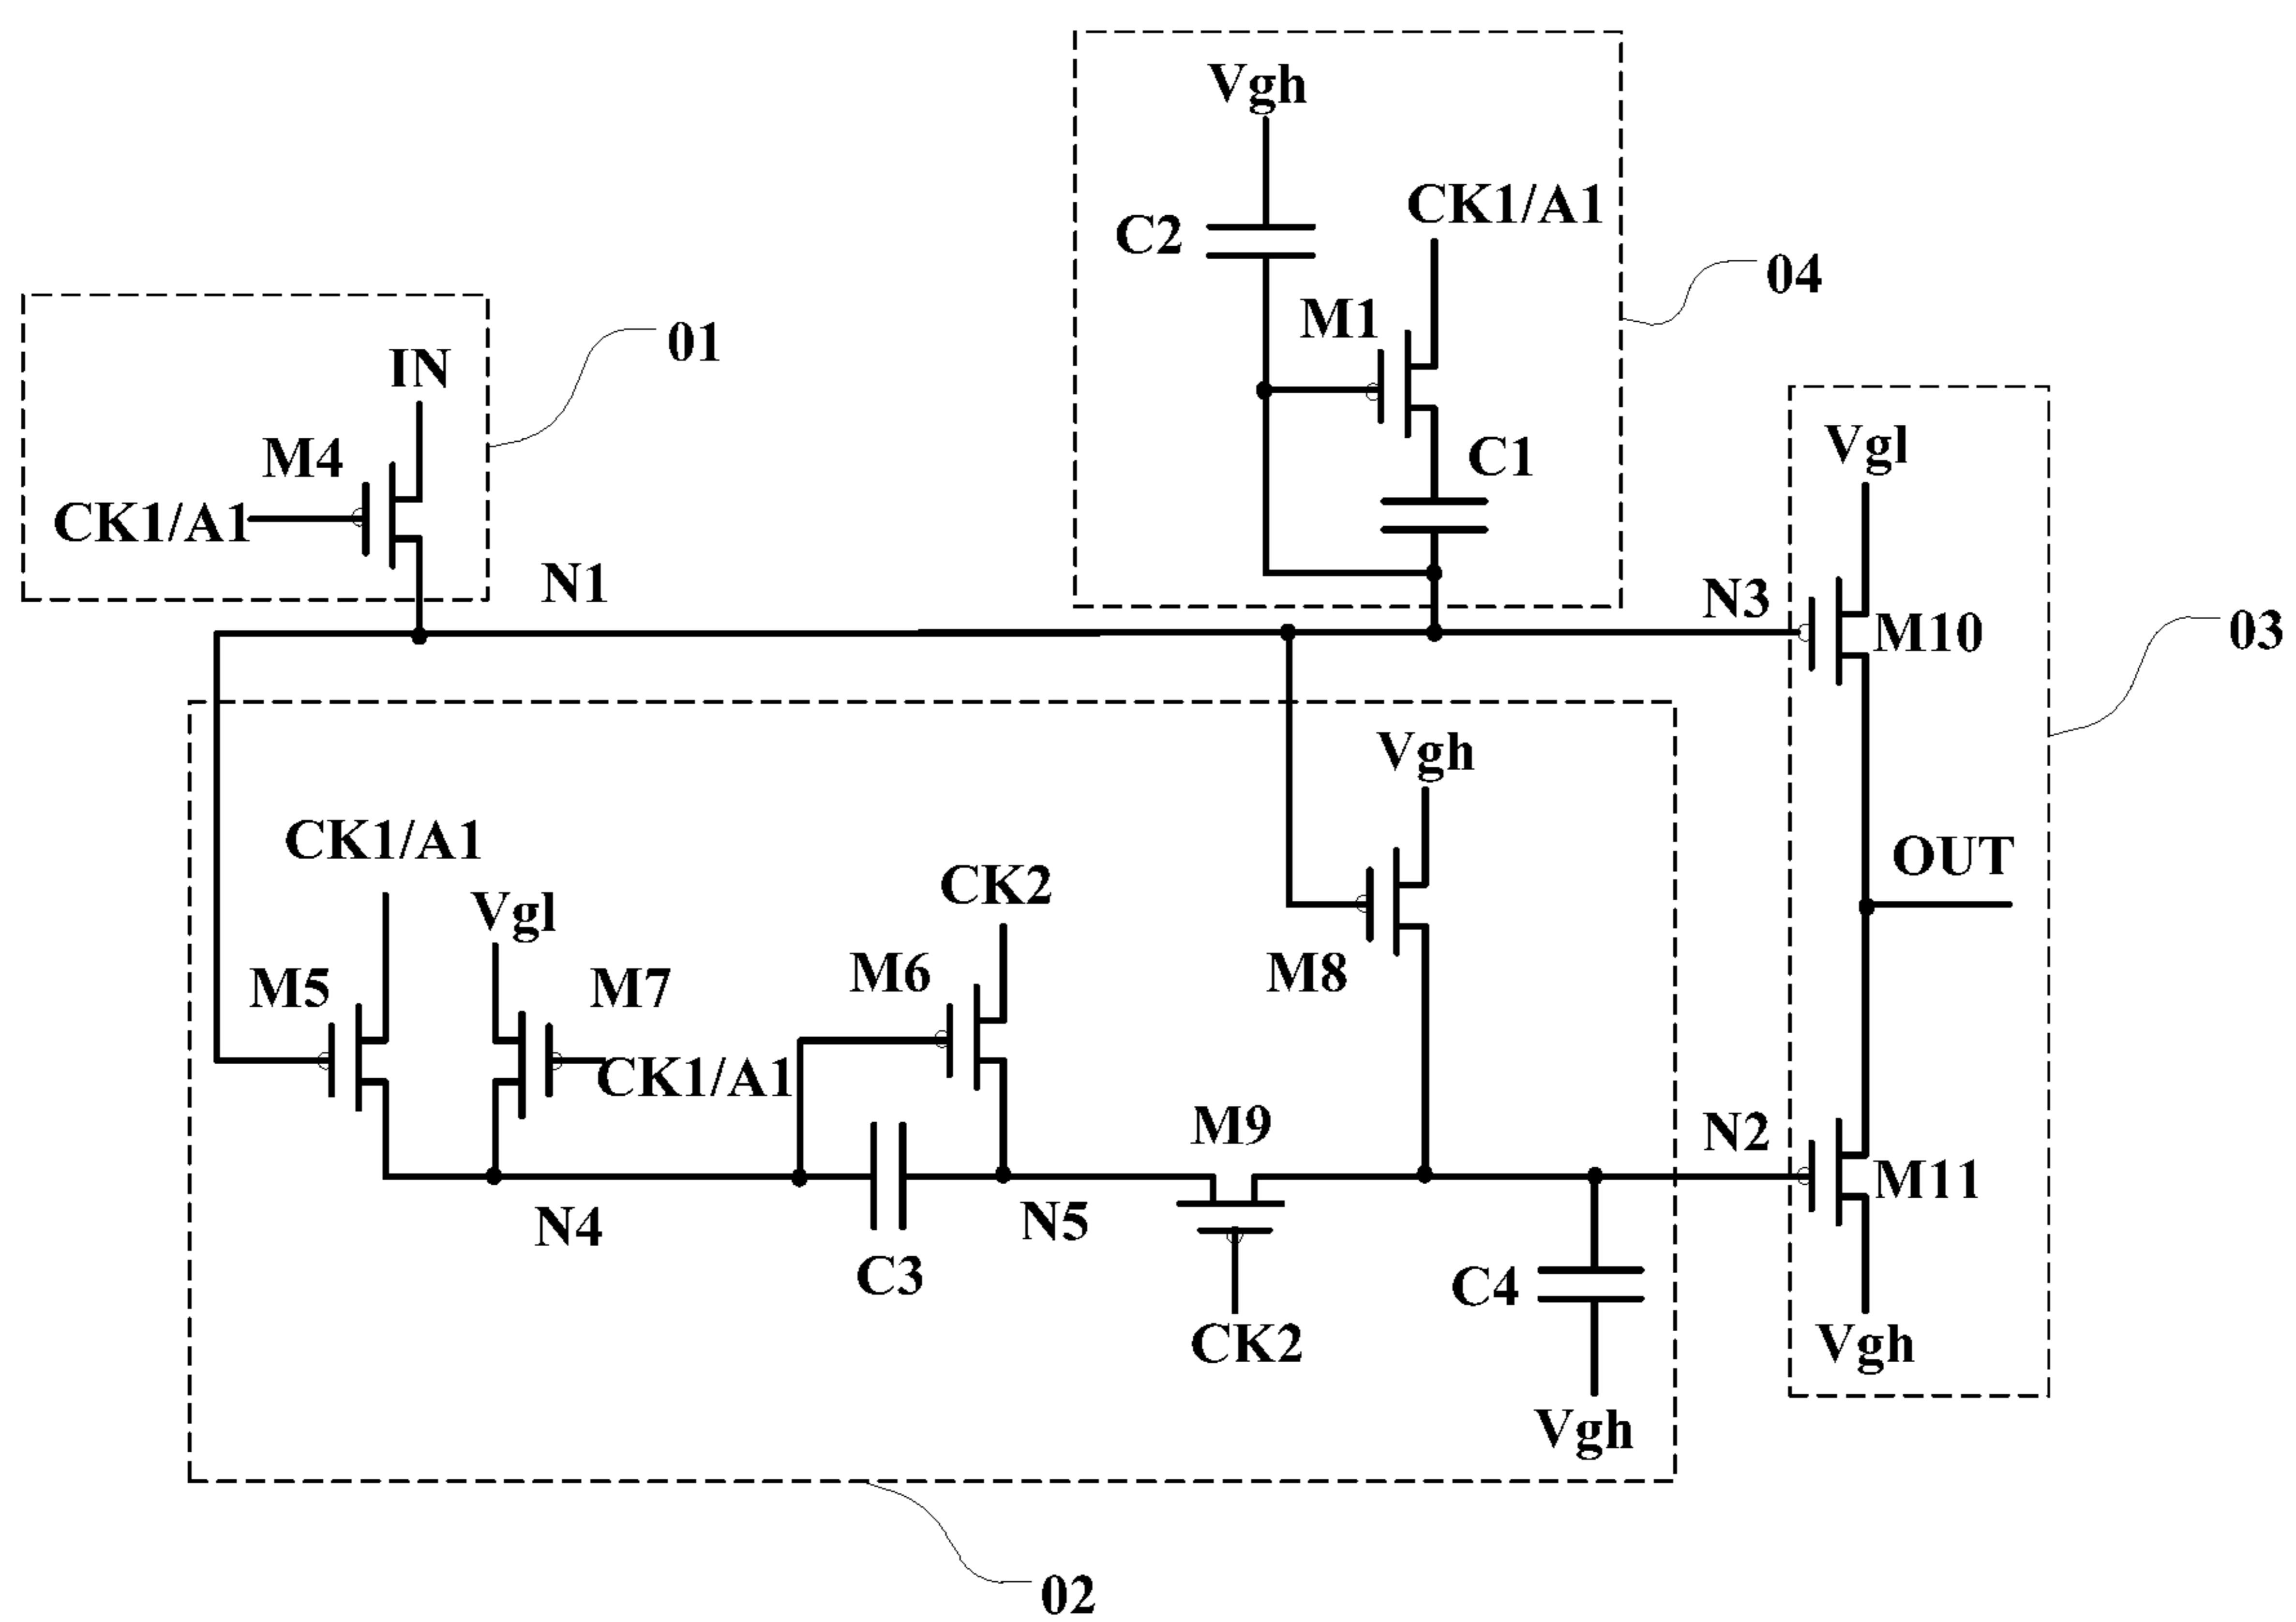 Vgh
CK1/A1
C2
04
M1
01
IN
Vgl
M4
C1
CK1/A1
N1
N3
M10
03
Vgh
CK1/A1
OUT
CK2
Vgl
M5
M7
M6
M8
CK1/A1
M9
N2
M11
N4
N5
C3
C4
CK2
Vgh
Vgh
02